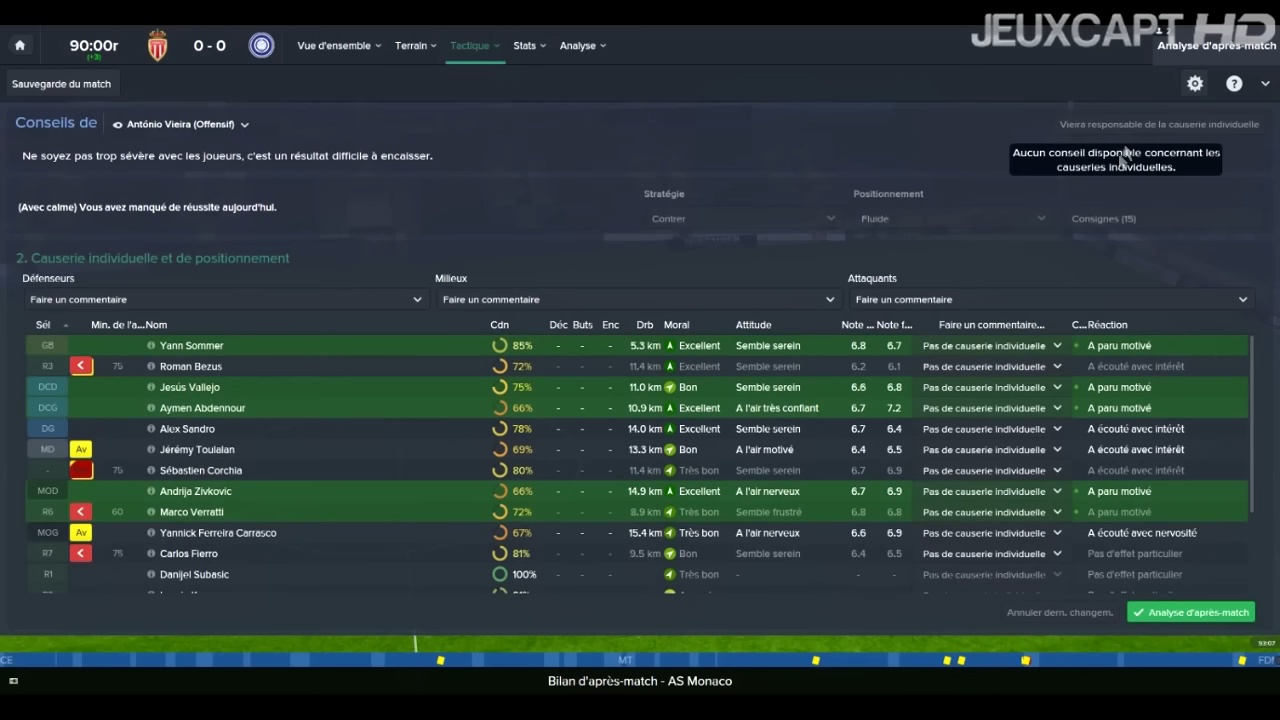 JEUXCAPT HD
90:00r
(+3)
0 - 0
Vue d'ensemble
Terrain
Tactique
Stats
Analyse
Analyse d'après-match
Sauvegarde du match
?
Conseils de
António Vieira (Offensif)
Vieira responsable de la causerie individuelle
Ne soyez pas trop sévère avec les joueurs, c'est un résultat difficile à encaisser.
Aucun conseil disponible concernant les
causeries individuelles.
Stratégie
Positionnement
(Avec calme) Vous avez manqué de réussite aujourd'hui.
Contrer
Fluide
Consignes (15)
2. Causerie individuelle et de positionnement
Défenseurs
Milieux
Attaquants
Faire un commentaire
Faire un commentaire
Faire un commentaire
Sél Min. de l'a... Nom Cdn Déc Buts Enc Drb Moral Attitude Note ... Note f... Faire un commentaire... C... Réaction
GB Yann Sommer 85% - - - 5.3 km Excellent Semble serein 6.8 6.7 Pas de causerie individuelle A paru motivé
R3 75 Roman Bezus 72% - - - 11.4 km Excellent Semble serein 6.2 6.1 Pas de causerie individuelle A écouté avec intérêt
DCD Jesús Vallejo 75% - - - 11.0 km Bon Semble serein 6.6 6.8 Pas de causerie individuelle A paru motivé
DCG Aymen Abdennour 66% - - - 10.9 km Excellent A l'air très confiant 6.7 7.2 Pas de causerie individuelle A paru motivé
DG Alex Sandro 78% - - - 14.0 km Excellent Semble serein 6.7 6.4 Pas de causerie individuelle A écouté avec intérêt
MD Av Jérémy Toulalan 69% - - - 13.3 km Bon A l'air motivé 6.4 6.5 Pas de causerie individuelle A écouté avec intérêt
- 75 Sébastien Corchia 80% - - - 11.4 km Très bon Semble serein 6.7 6.9 Pas de causerie individuelle A écouté avec intérêt
MOD Andrija Zivkovic 66% - - - 14.9 km Excellent A l'air nerveux 6.7 6.9 Pas de causerie individuelle A paru motivé
R6 60 Marco Verratti 72% - - - 8.9 km Très bon Semble frustré 6.8 6.8 Pas de causerie individuelle A paru motivé
MOG Av Yannick Ferreira Carrasco 67% - - - 15.4 km Très bon A l'air nerveux 6.6 6.9 Pas de causerie individuelle A écouté avec nervosité
R7 75 Carlos Fierro 81% - - - 9.5 km Bon Semble serein 6.4 6.5 Pas de causerie individuelle Pas d'effet particulier
R1 Danijel Subasic 100% - - - Très bon - - - Pas de causerie individuelle Pas d'effet particulier
Annuler dern. changem.
Analyse d'après-match
93:07
CE
MT
FDM
Bilan d'après-match - AS Monaco